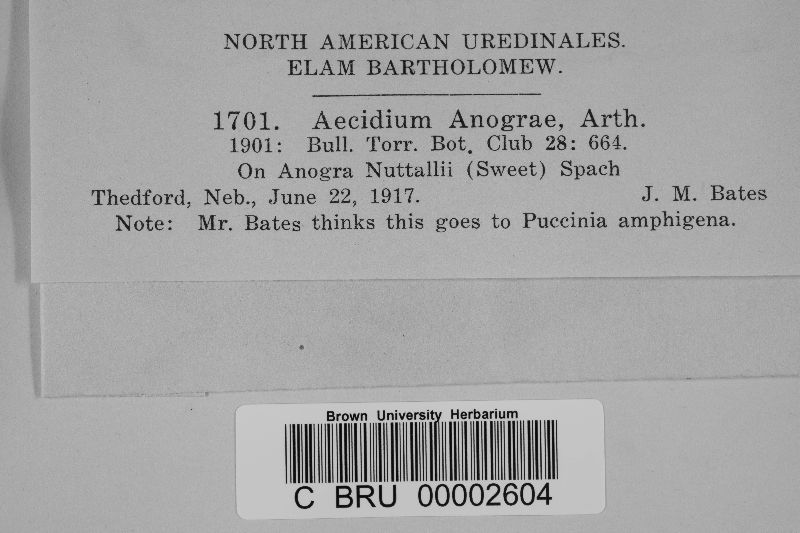 NORTH AMERICAN UREDINALES.
ELAM BARTHOLOMEW.
1701. Aecidium Anograe, Arth.
1901: Bull. Torr. Bot. Club 28: 664.
On Anogra Nuttallii (Sweet) Spach
Thedford, Neb., June 22, 1917. J. M. Bates
Note: Mr. Bates thinks this goes to Puccinia amphigena.
Brown University Herbarium
C BRU 00002604